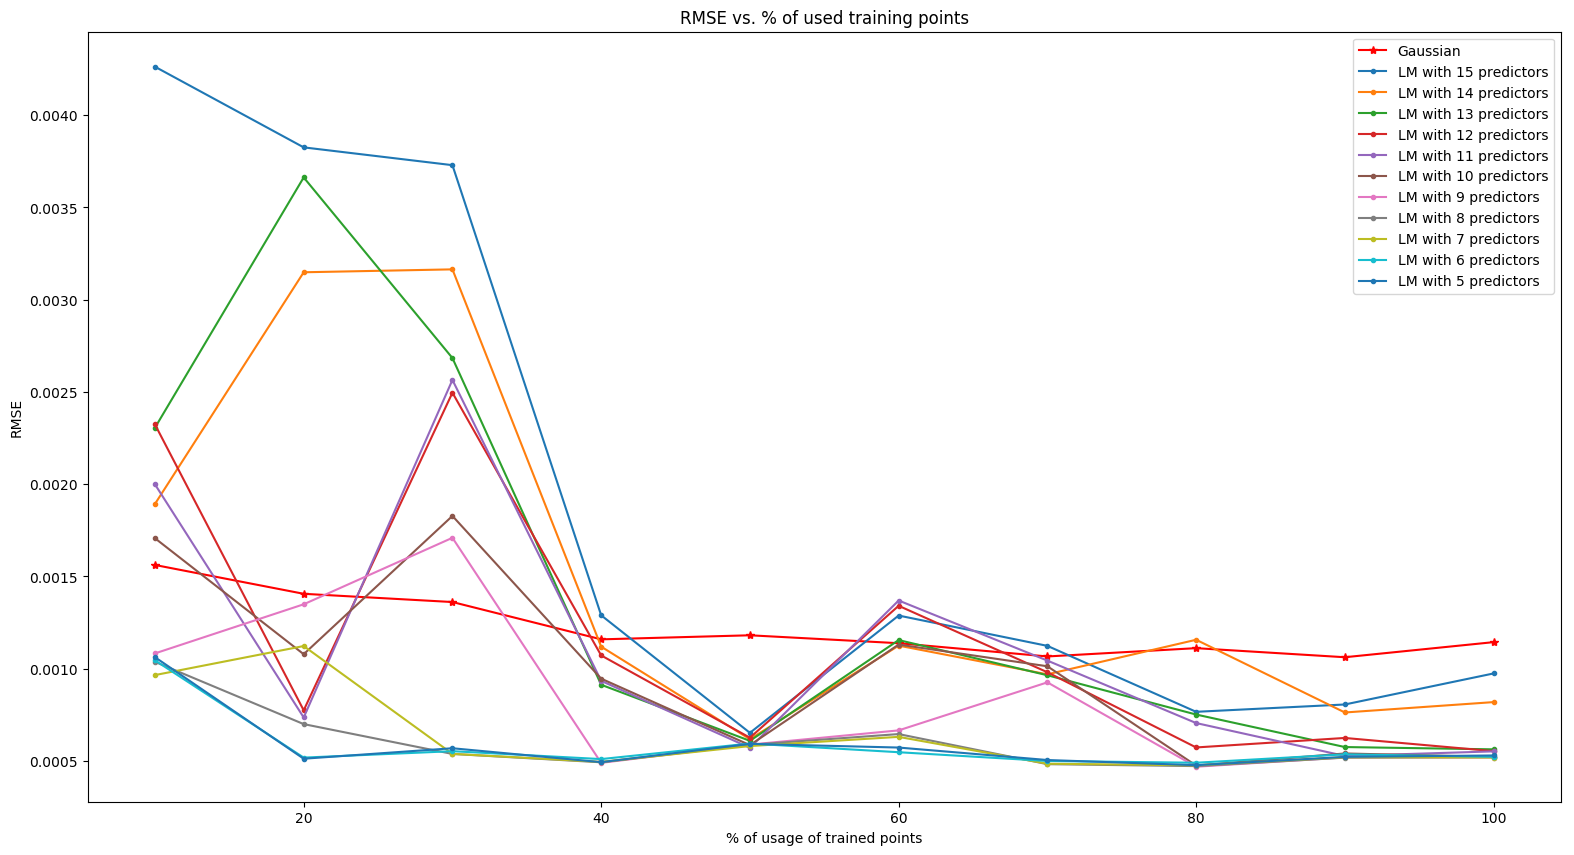 RMSE vs. % of used training points
Gaussian
LM with 15 predictors
LM with 14 predictors
LM with 13 predictors
LM with 12 predictors
LM with 11 predictors
LM with 10 predictors
LM with 9 predictors
LM with 8 predictors
LM with 7 predictors
LM with 6 predictors
LM with 5 predictors
0.0040
0.0035
0.0030
0.0025
0.0020
0.0015
0.0010
0.0005
RMSE
20 40 60 80 100
% of usage of trained points